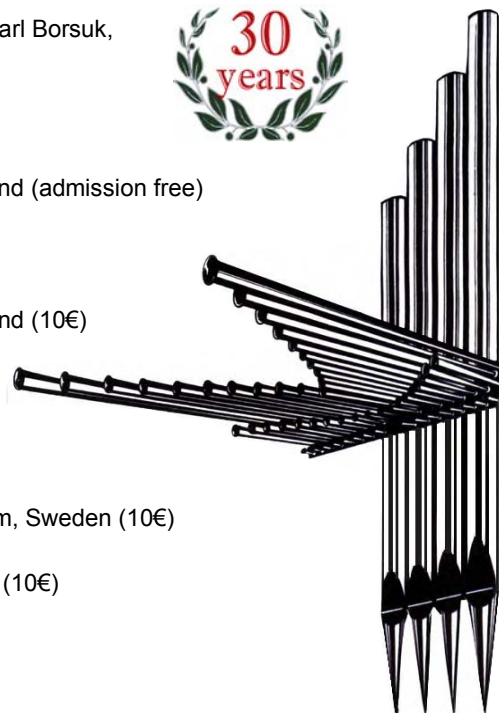 30
years
arl Borsuk,
nd (admission free)
nd (10€)
m, Sweden (10€)
(10€)